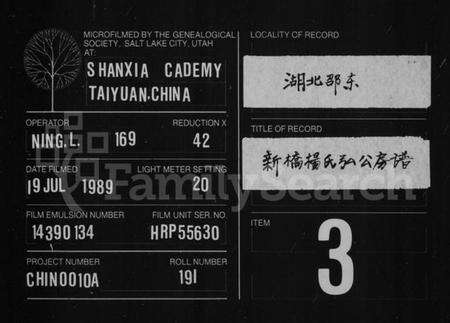 MICROFILMED BY THE GENEALOGICAL
SOCIETY, SALT LAKE CITY, UTAH
AT:
SHANXIA CADEMY
TAIYUAN.CHINA
OPERATOR
REDUCTION X
NING.L. 169 42
DATE FILMED
LIGHT METER SETTING
19 JUL 1989 20
FILM EMULSION NUMBER
FILM UNIT SER. NO.
14390134 HRP55630
PROJECT NUMBER
ROLL NUMBER
CHIN0010A 191
LOCALITY OF RECORD
湖北邵东
TITLE OF RECORD
新橋楊氏弘公房谱
ITEM
3
FamilySearch